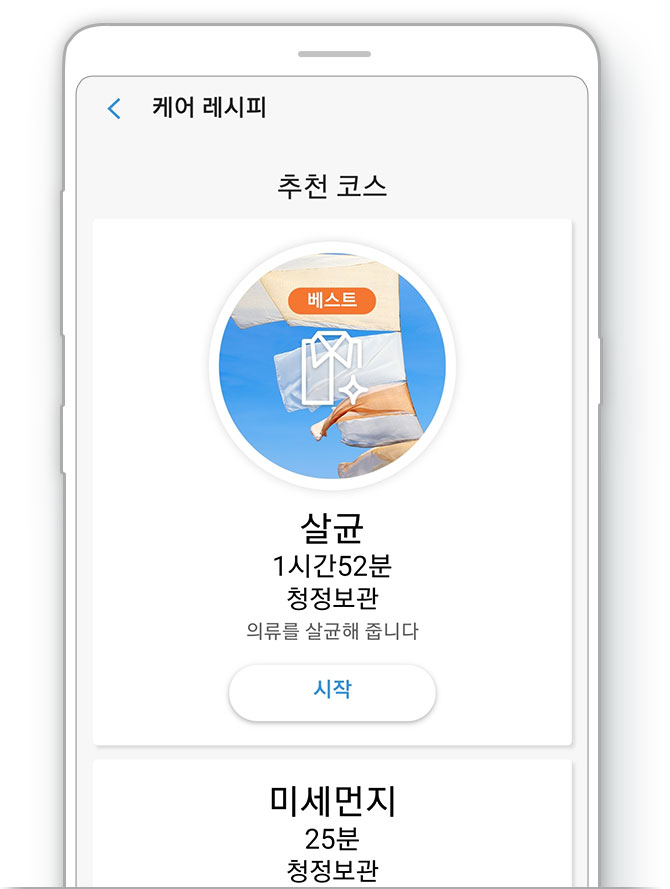 케어 레시피
추천 코스
베스트
살균
1시간52분
청정보관
의류를 살균해 줍니다
시작
미세먼지
25분
청정보관